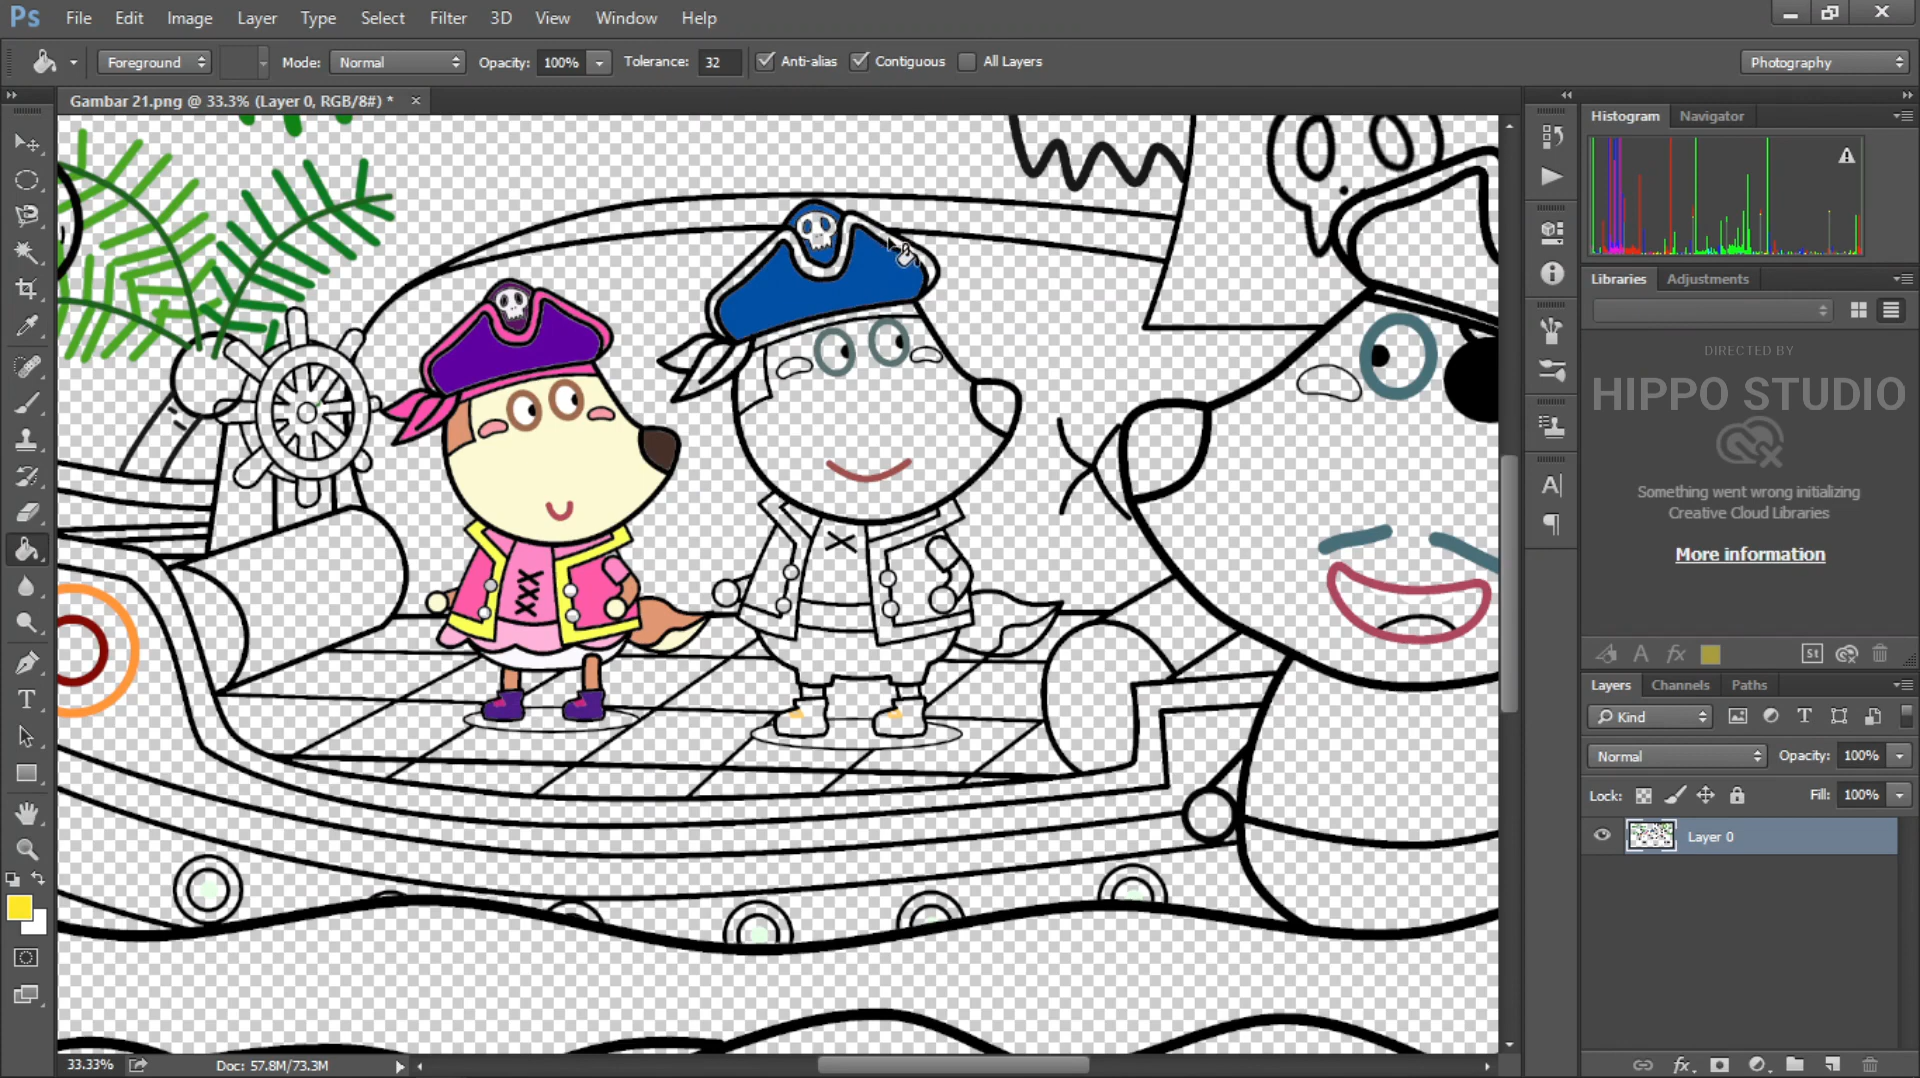 Ps File Edit Image Layer Type Select Filter 3D View Window Help
Foreground Mode: Normal Opacity: 100% Tolerance: 32 Anti-alias Contiguous All Layers Photography
Gambar 21.png @ 33.3% (Layer 0, RGB/8#) *
Histogram Navigator
Libraries Adjustments
DIRECTED BY
HIPPO STUDIO
Something went wrong initializing
Creative Cloud Libraries
More information
A fx St
Layers Channels Paths
Kind
Normal Opacity: 100%
Lock: Fill: 100%
Layer 0
33.33% Doc: 57.8M/73.3M
fx